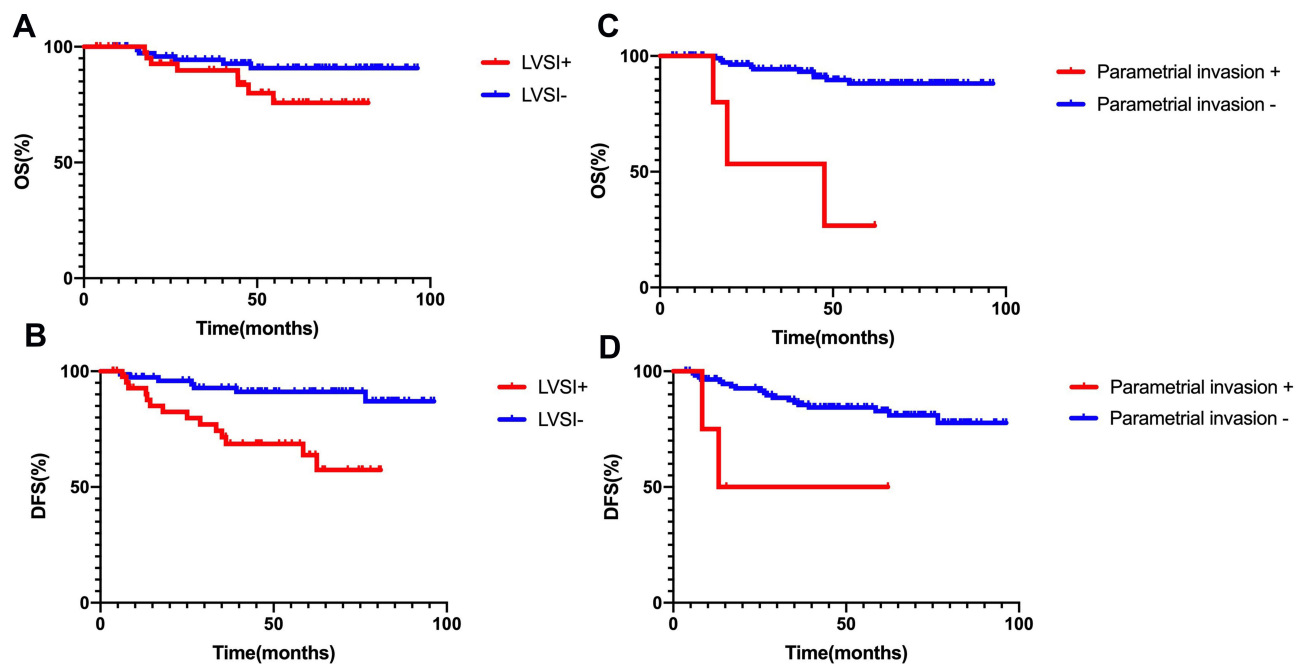 A
100
50
0
OS(%)
0 50 100
Time(months)
LVSI+
LVSI-
B
100
50
0
DFS(%)
0 50 100
Time(months)
LVSI+
LVSI-
C
100
50
0
OS(%)
0 50 100
Time(months)
Parametrial invasion +
Parametrial invasion -
D
100
50
0
DFS(%)
0 50 100
Time(months)
Parametrial invasion +
Parametrial invasion -